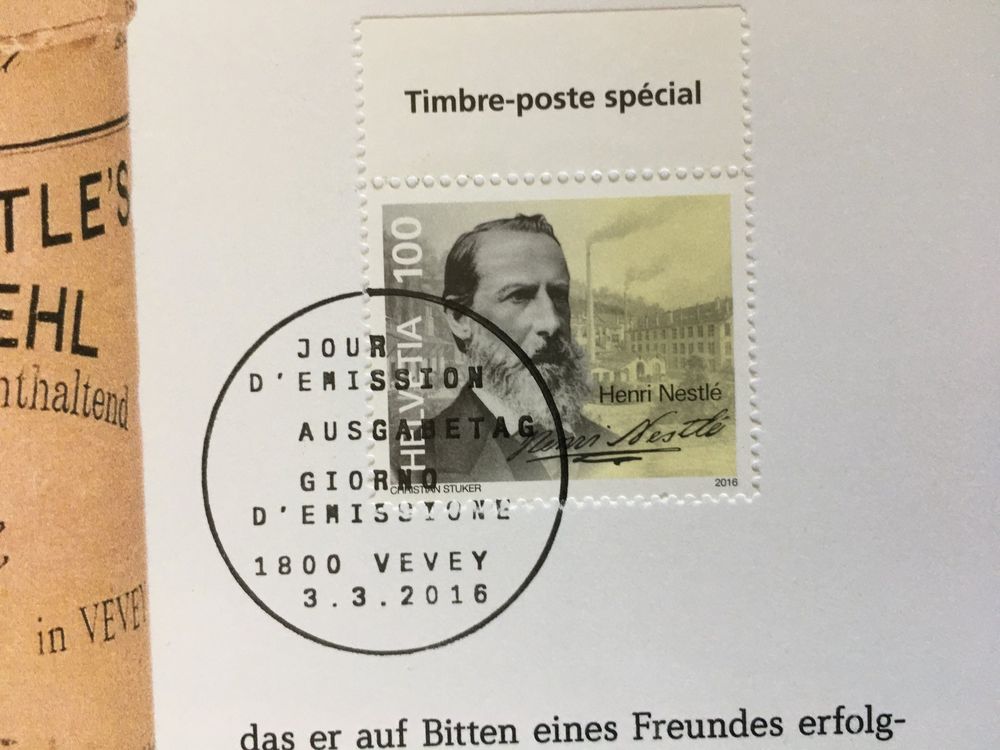 Timbre-poste spécial
HELVETIA 100
Henri Nestlé
Henri Nestlé
CHRISTIAN STUKER
2016
JOUR
D'EMISSION
AUSGABETAG
GIORNO
D'EMISSIONE
1800 VEVEY
3.3.2016
TLE'S
EHL
nthaltend
in VEVEY
das er auf Bitten eines Freundes erfolg-